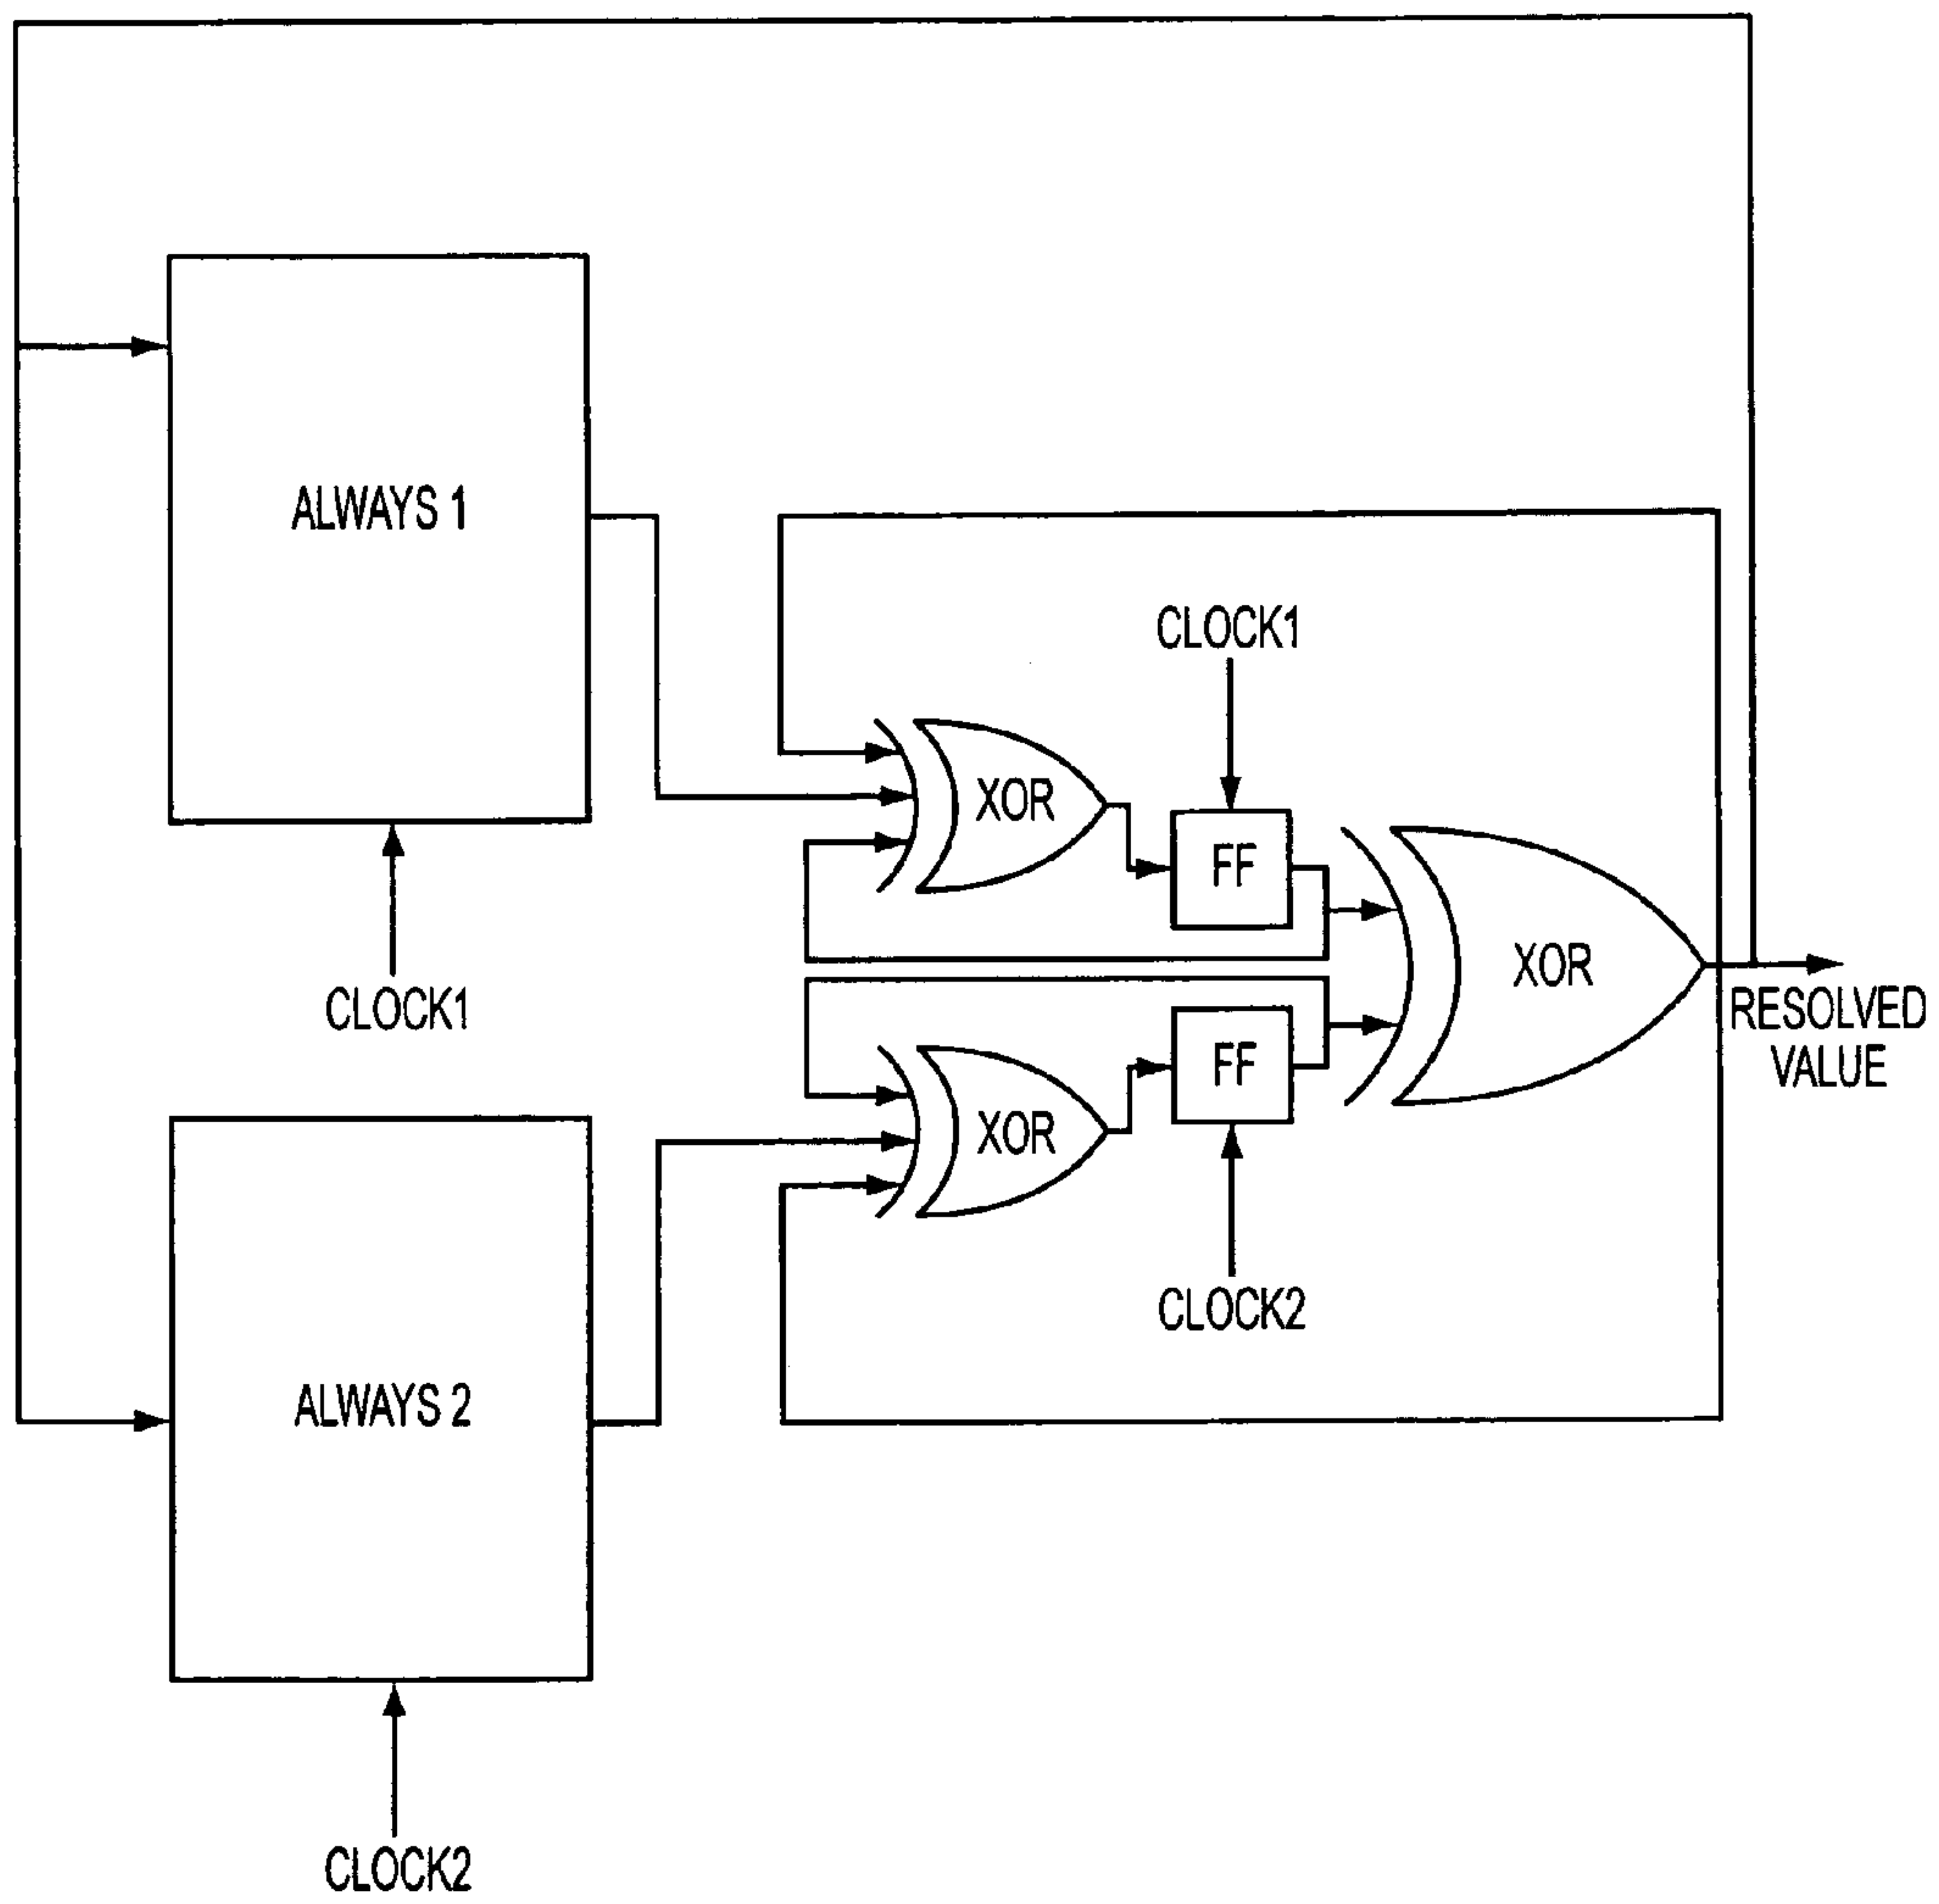 ALWAYS 1
CLOCK1
XOR
FF
CLOCK1
XOR
RESOLVED
VALUE
FF
XOR
CLOCK2
ALWAYS 2
CLOCK2